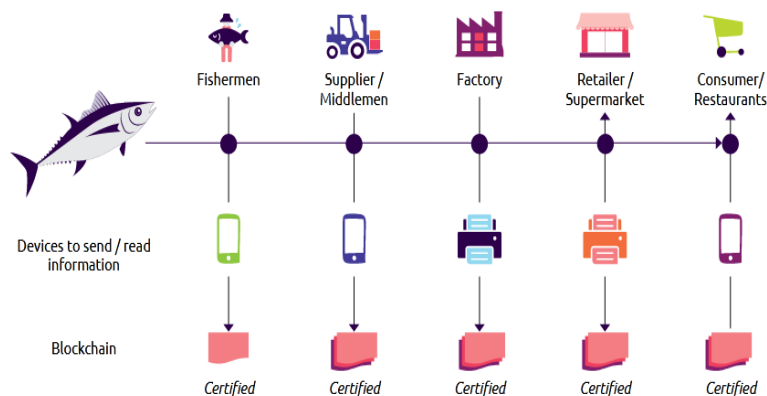 Fishermen
Supplier /
Middlemen
Factory
Retailer /
Supermarket
Consumer/
Restaurants
Devices to send / read
information
Blockchain
Certified
Certified
Certified
Certified
Certified